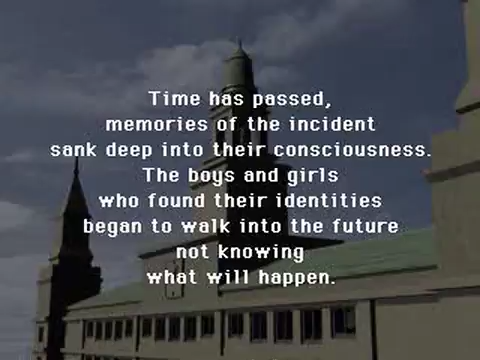 Time has passed,
memories of the incident
sank deep into their consciousness.
The boys and girls
who found their identities
began to walk into the future
not knowing
what will happen.